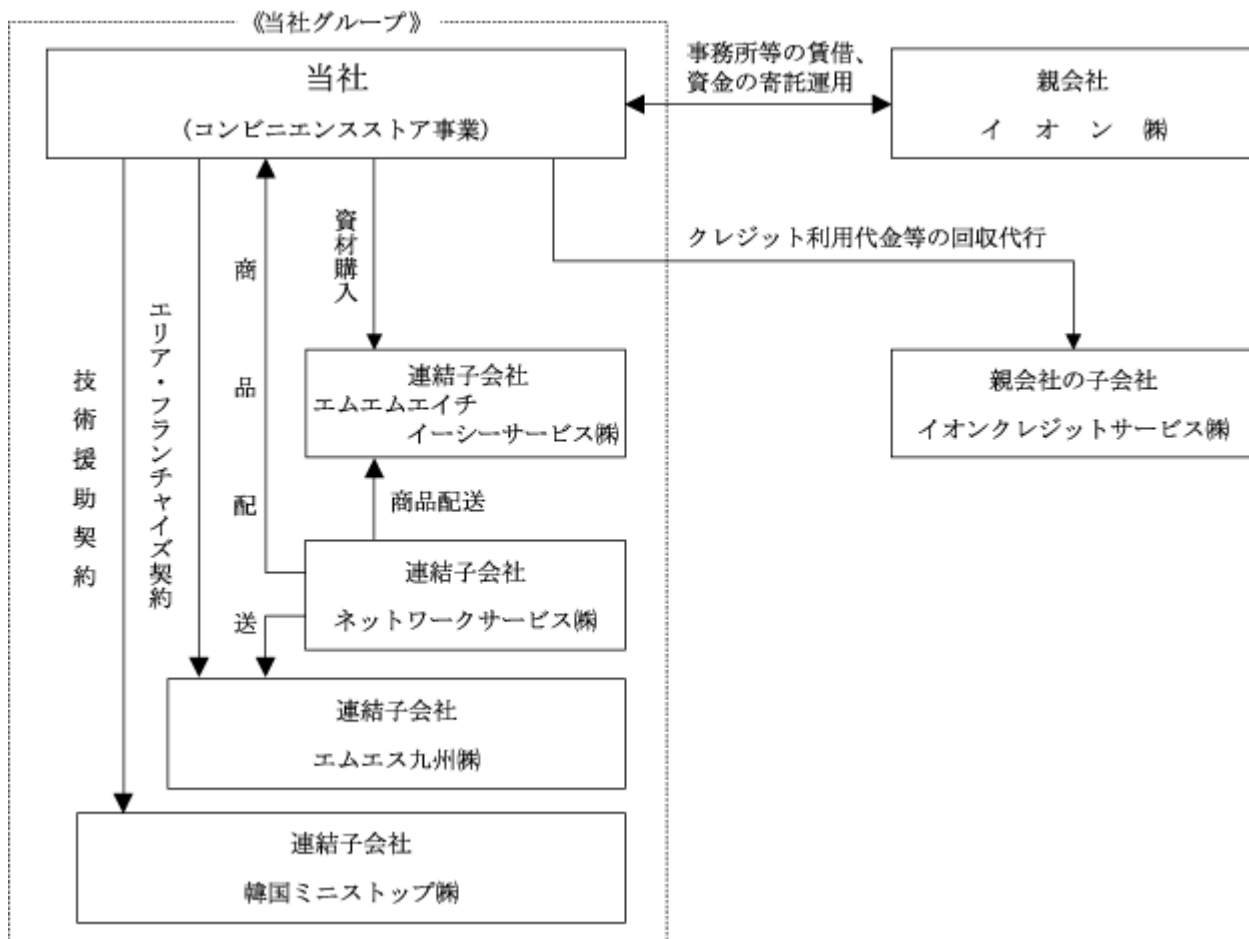 《当社グループ》
当社
(コンビニエンスストア事業)
事務所等の賃借、
資金の寄託運用
親会社
イオン㈱
クレジット利用代金等の回収代行
親会社の子会社
イオンクレジットサービス㈱
資材購入
商品配送
エリア・フランチャイズ契約
技術援助契約
連結子会社
エムエムエイチ
イーシーサービス㈱
商品配送
連結子会社
ネットワークサービス㈱
連結子会社
エムエス九州㈱
連結子会社
韓国ミニストップ㈱